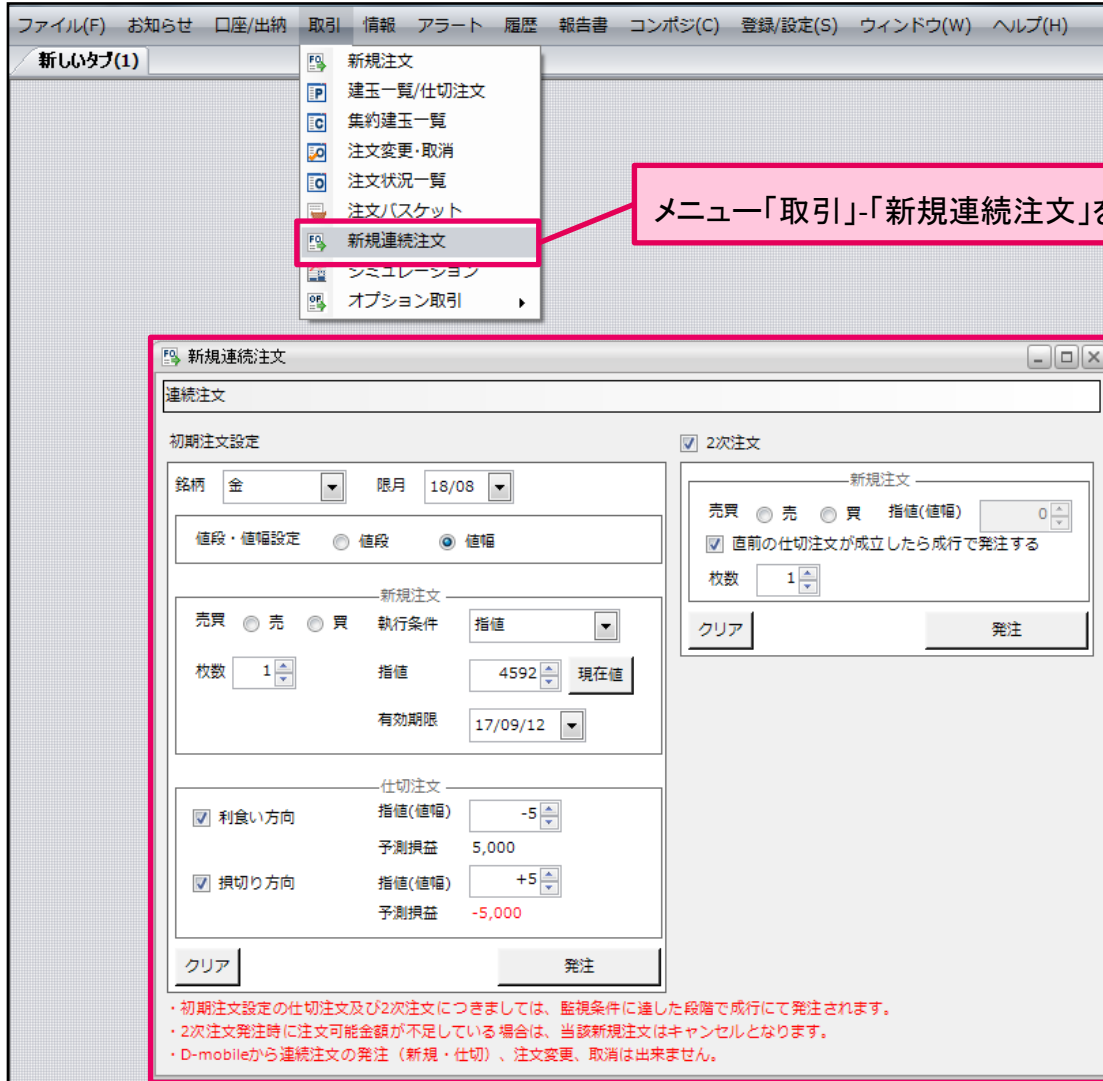 ファイル(F) お知らせ 口座/出納 取引 情報 アラート 履歴 報告書 コンポジ(C) 登録/設定(S) ウィンドウ(W) ヘルプ(H)
新しいタブ(1)
新規注文
建玉一覧/仕切注文
集約建玉一覧
注文変更・取消
注文状況一覧
注文バスケット
新規連続注文
シミュレーション
オプション取引
メニュー「取引」-「新規連続注文」を
新規連続注文
連続注文
初期注文設定
銘柄 金 限月 18/08
値段・値幅設定 値段 値幅
新規注文
売買 売 買 執行条件 指値
枚数 1 指値 4592 現在値
有効期限 17/09/12
仕切注文
利食い方向 指値(値幅) -5
予測損益 5,000
損切り方向 指値(値幅) +5
予測損益 -5,000
クリア 発注
2次注文
新規注文
売買 売 買 指値(値幅) 0
直前の仕切注文が成立したら成行で発注する
枚数 1
クリア 発注
・初期注文設定の仕切注文及び2次注文につきましては、監視条件に達した段階で成行にて発注されます。
・2次注文発注時に注文可能金額が不足している場合は、当該新規注文はキャンセルとなります。
・D-mobileから連続注文の発注（新規・仕切）、注文変更、取消は出来ません。